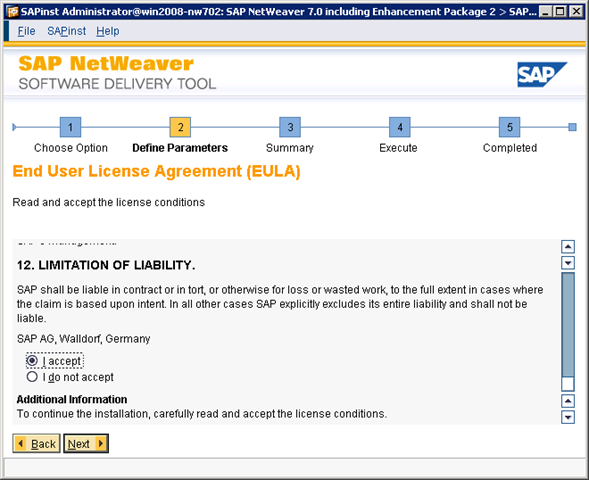 SAPinst Administrator@win2008-nw702: SAP NetWeaver 7.0 including Enhancement Package 2 > SAP...
File SAPinst Help
SAP NetWeaver
SOFTWARE DELIVERY TOOL
SAP
1 2 3 4 5
Choose Option Define Parameters Summary Execute Completed
End User License Agreement (EULA)
Read and accept the license conditions
12. LIMITATION OF LIABILITY.
SAP shall be liable in contract or in tort, or otherwise for loss or wasted work, to the full extent in cases where
the claim is based upon intent. In all other cases SAP explicitly excludes its entire liability and shall not be
liable.
SAP AG, Walldorf, Germany
I accept
I do not accept
Additional Information
To continue the installation, carefully read and accept the license conditions.
Back Next